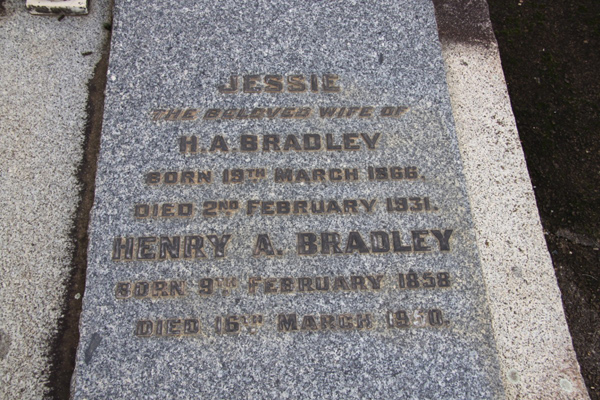 JESSIE
THE BELOVED WIFE OF
H.A. BRADLEY
BORN 19TH MARCH 1866.
DIED 2ND FEBRUARY 1931.
HENRY A. BRADLEY
BORN 9TH FEBRUARY 1858
DIED 16TH MARCH